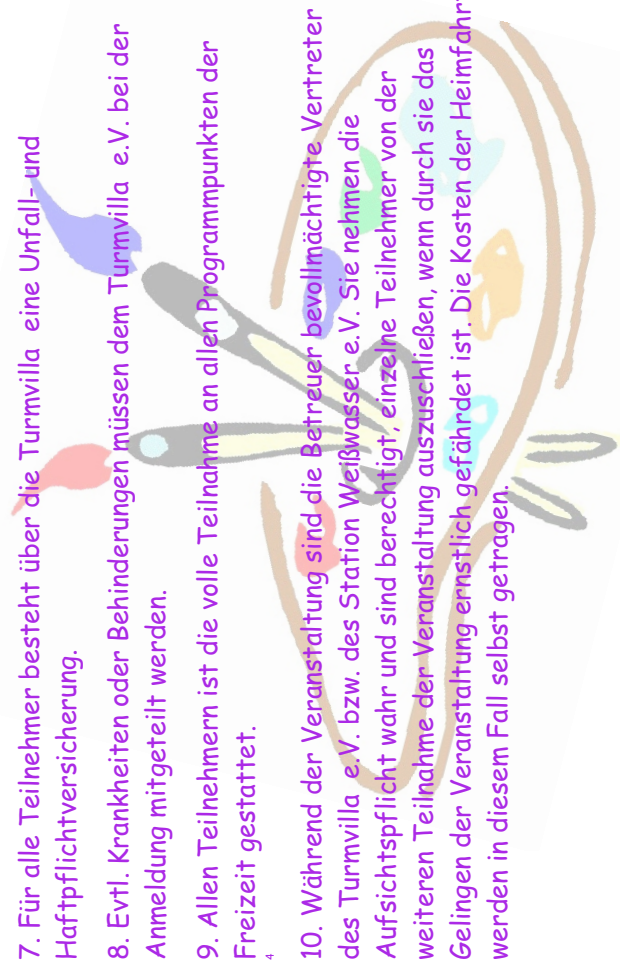 7. Für alle Teilnehmer besteht über die Turmvilla eine Unfall- und
Haftpflichtversicherung.
8. Evtl. Krankheiten oder Behinderungen müssen dem Turmvilla e.V. bei der
Anmeldung mitgeteilt werden.
9. Allen Teilnehmern ist die volle Teilnahme an allen Programmpunkten der
Freizeit gestattet.
4
10. Während der Veranstaltung sind die Betreuer bevollmächtigte Vertreter
des Turmvilla e.V. bzw. des Station Weißwasser e.V. Sie nehmen die
Aufsichtspflicht wahr und sind berechtigt, einzelne Teilnehmer von der
weiteren Teilnahme der Veranstaltung auszuschließen, wenn durch sie das
Gelingen der Veranstaltung ernstlich gefährdet ist. Die Kosten der Heimfahrt
werden in diesem Fall selbst getragen.